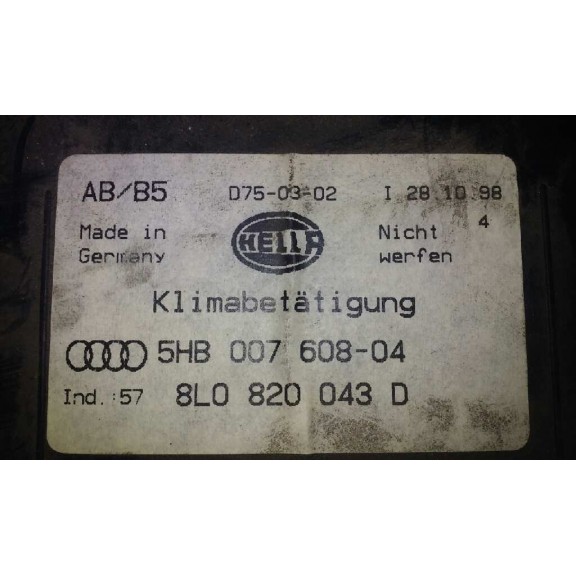 AB/B5 D75-03-02 I 28.10.98
4
Made in Germany
HELLA
Nicht werfen
Klimabetätigung
5HB 007 608-04
Ind.:57 8L0 820 043 D